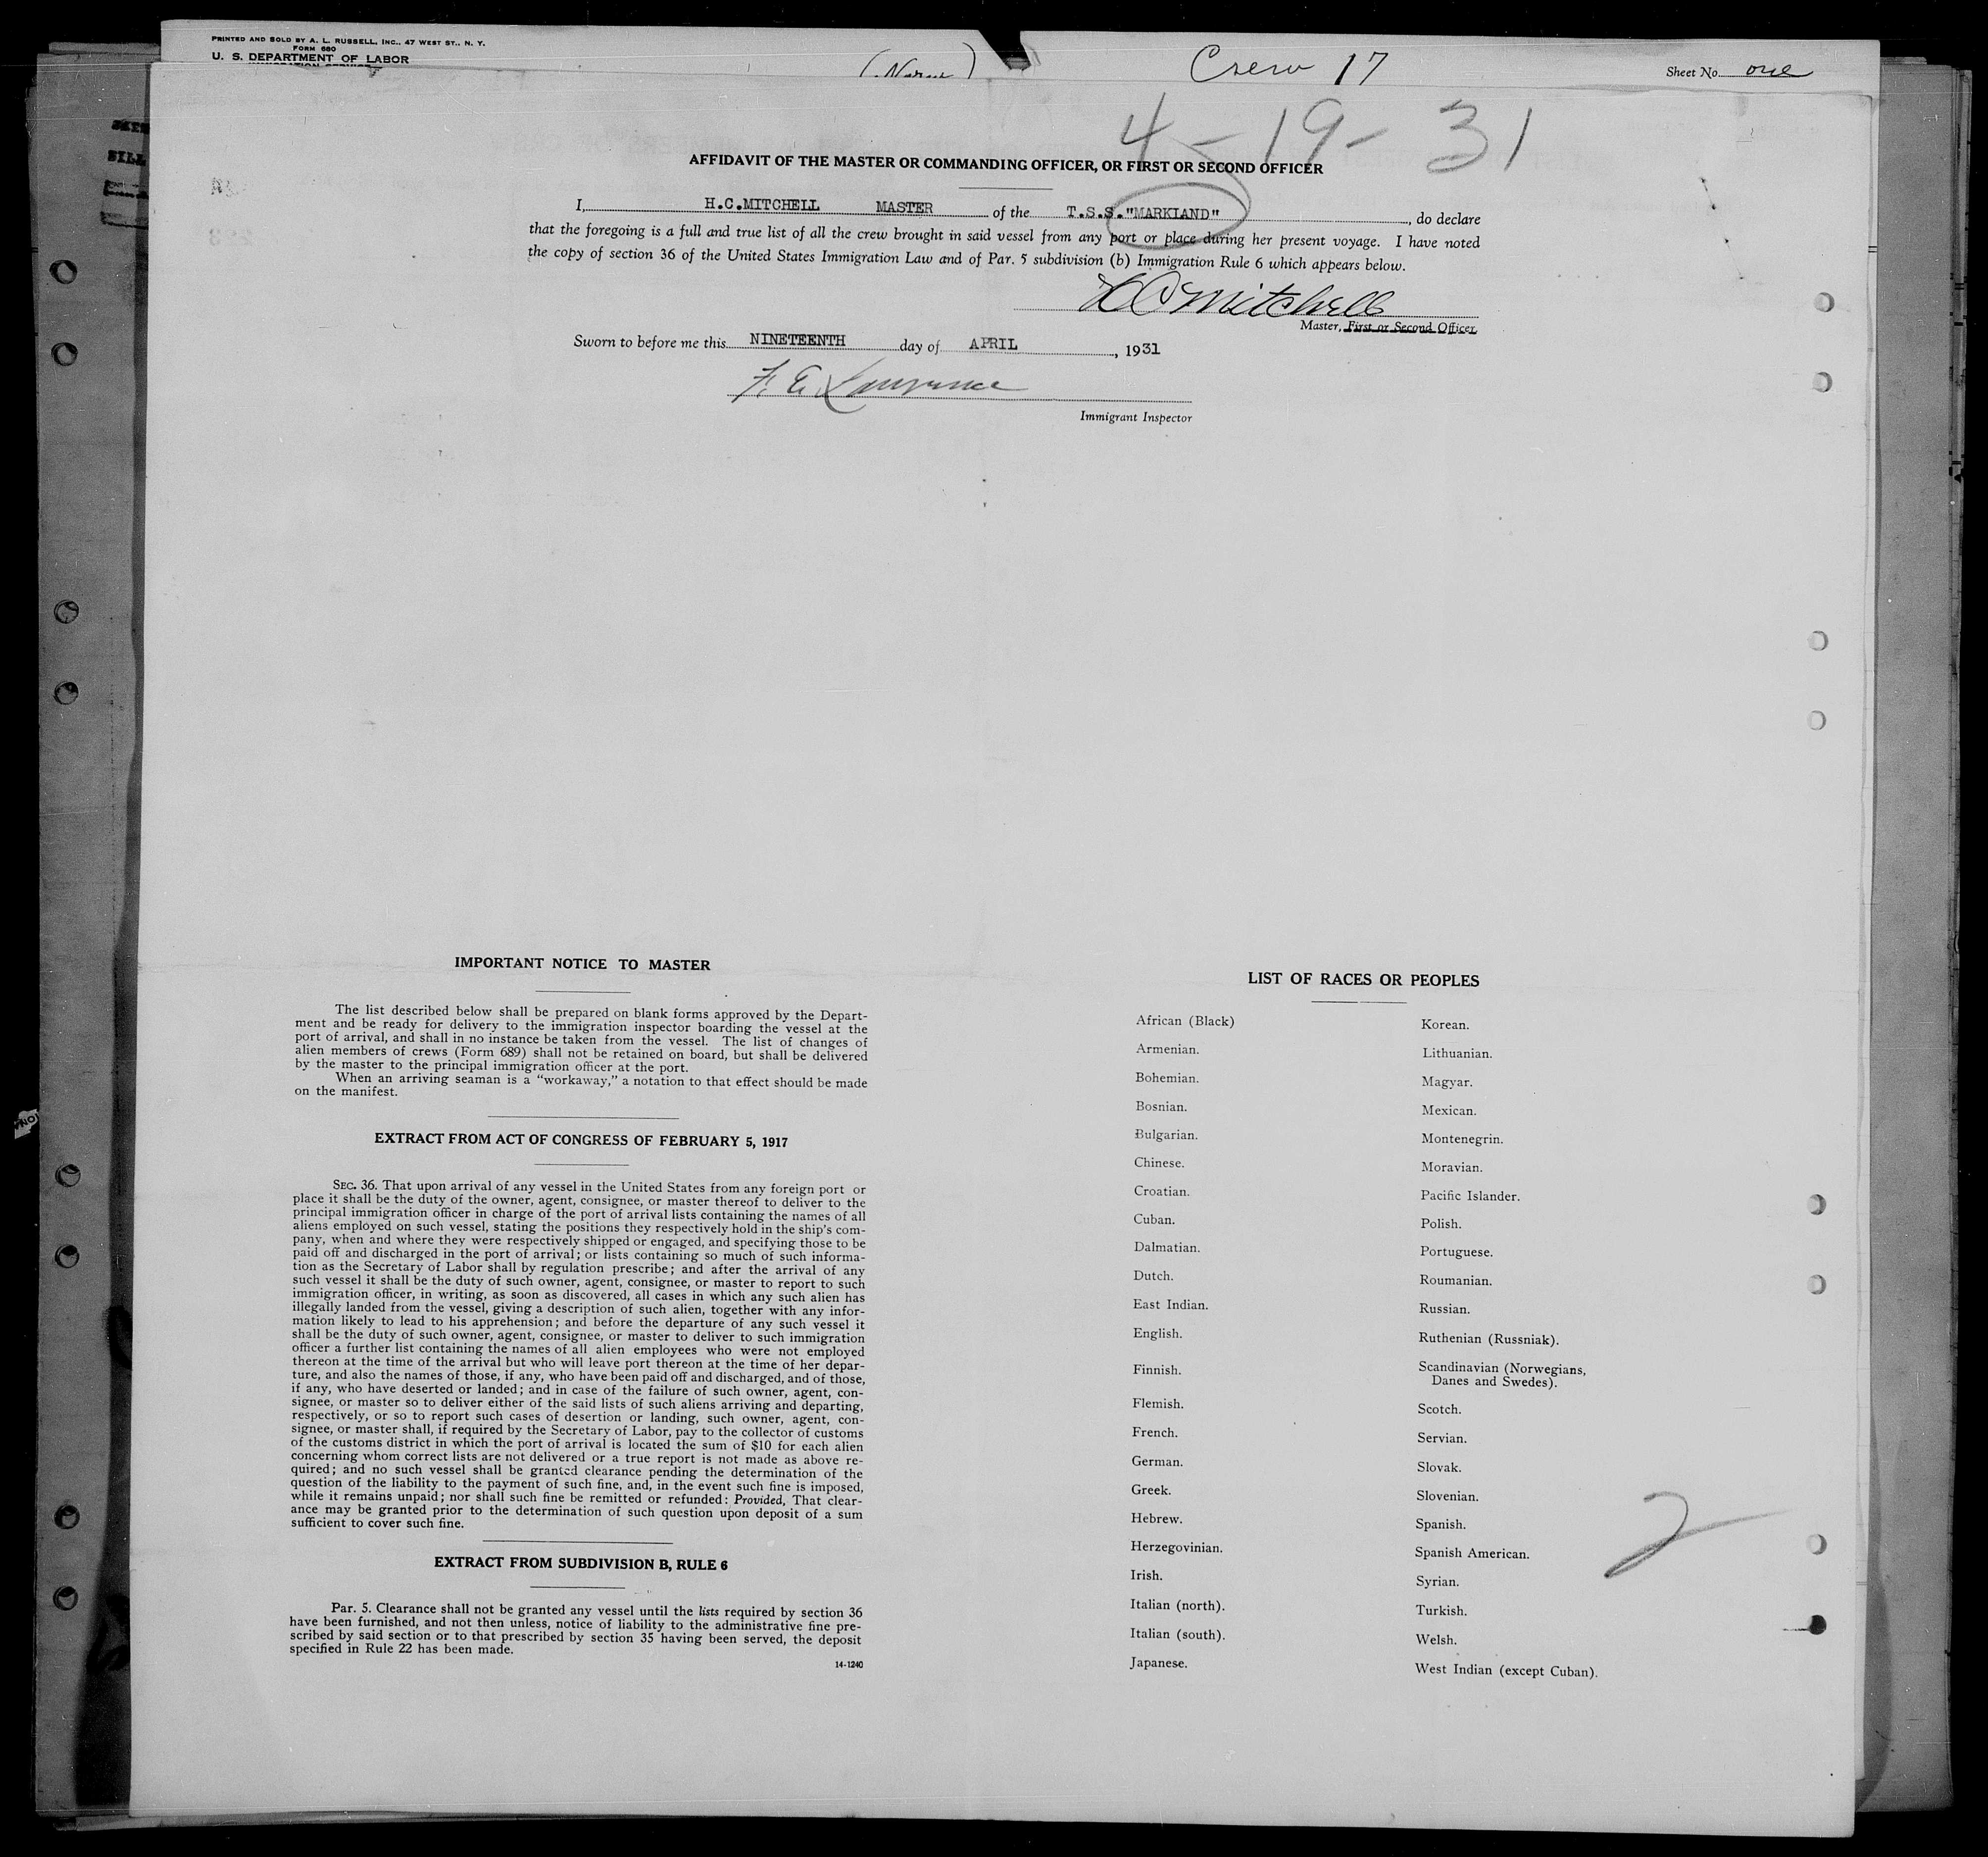 PRINTED AND SOLD BY A. L. RUSSELL, INC., 47 WEST ST., N. Y.
FORM 680
U. S. DEPARTMENT OF LABOR
Crew 17
Sheet No. one
4-19-31
AFFIDAVIT OF THE MASTER OR COMMANDING OFFICER, OR FIRST OR SECOND OFFICER
I, H.C.MITCHELL MASTER of the T.S.S."MARKLAND", do declare
that the foregoing is a full and true list of all the crew brought in said vessel from any port or place during her present voyage. I have noted
the copy of section 36 of the United States Immigration Law and of Par. 5 subdivision (b) Immigration Rule 6 which appears below.
H C Mitchell
Master, First or Second Officer
Sworn to before me this NINETEENTH day of APRIL, 1931
F. E. Lawrence
Immigrant Inspector
IMPORTANT NOTICE TO MASTER
The list described below shall be prepared on blank forms approved by the Depart-
ment and be ready for delivery to the immigration inspector boarding the vessel at the
port of arrival, and shall in no instance be taken from the vessel. The list of changes of
alien members of crews (Form 689) shall not be retained on board, but shall be delivered
by the master to the principal immigration officer at the port.
When an arriving seaman is a “workaway,” a notation to that effect should be made
on the manifest.
EXTRACT FROM ACT OF CONGRESS OF FEBRUARY 5, 1917
SEC. 36. That upon arrival of any vessel in the United States from any foreign port or
place it shall be the duty of the owner, agent, consignee, or master thereof to deliver to the
principal immigration officer in charge of the port of arrival lists containing the names of all
aliens employed on such vessel, stating the positions they respectively hold in the ship's com-
pany, when and where they were respectively shipped or engaged, and specifying those to be
paid off and discharged in the port of arrival; or lists containing so much of such informa-
tion as the Secretary of Labor shall by regulation prescribe; and after the arrival of any
such vessel it shall be the duty of such owner, agent, consignee, or master to report to such
immigration officer, in writing, as soon as discovered, all cases in which any such alien has
illegally landed from the vessel, giving a description of such alien, together with any infor-
mation likely to lead to his apprehension; and before the departure of any such vessel it
shall be the duty of such owner, agent, consignee, or master to deliver to such immigration
officer a further list containing the names of all alien employees who were not employed
thereon at the time of the arrival but who will leave port thereon at the time of her depar-
ture, and also the names of those, if any, who have been paid off and discharged, and of those,
if any, who have deserted or landed; and in case of the failure of such owner, agent, con-
signee, or master so to deliver either of the said lists of such aliens arriving and departing,
respectively, or so to report such cases of desertion or landing, such owner, agent, con-
signee, or master shall, if required by the Secretary of Labor, pay to the collector of customs
of the customs district in which the port of arrival is located the sum of $10 for each alien
concerning whom correct lists are not delivered or a true report is not made as above re-
quired; and no such vessel shall be granted clearance pending the determination of the
question of the liability to the payment of such fine, and, in the event such fine is imposed,
while it remains unpaid; nor shall such fine be remitted or refunded: Provided, That clear-
ance may be granted prior to the determination of such question upon deposit of a sum
sufficient to cover such fine.
EXTRACT FROM SUBDIVISION B, RULE 6
Par. 5. Clearance shall not be granted any vessel until the lists required by section 36
have been furnished, and not then unless, notice of liability to the administrative fine pre-
scribed by said section or to that prescribed by section 35 having been served, the deposit
specified in Rule 22 has been made.
14-1240
LIST OF RACES OR PEOPLES
African (Black)
Armenian.
Bohemian.
Bosnian.
Bulgarian.
Chinese.
Croatian.
Cuban.
Dalmatian.
Dutch.
East Indian.
English.
Finnish.
Flemish.
French.
German.
Greek.
Hebrew.
Herzegovinian.
Irish.
Italian (north).
Italian (south).
Japanese.
Korean.
Lithuanian.
Magyar.
Mexican.
Montenegrin.
Moravian.
Pacific Islander.
Polish.
Portuguese.
Roumanian.
Russian.
Ruthenian (Russniak).
Scandinavian (Norwegians,
Danes and Swedes).
Scotch.
Servian.
Slovak.
Slovenian.
Spanish.
Spanish American.
Syrian.
Turkish.
Welsh.
West Indian (except Cuban).
2